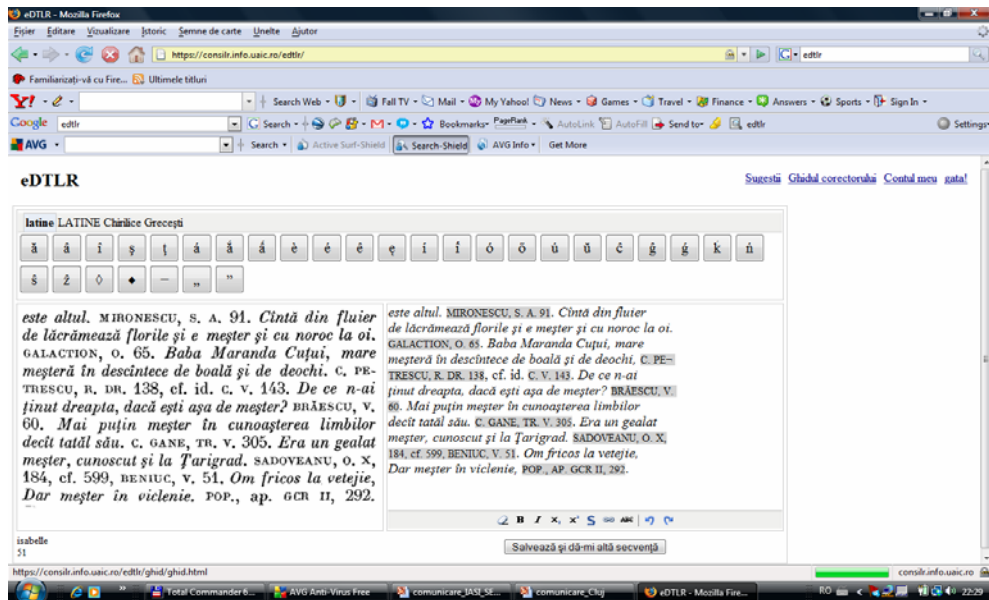 eDTLR - Mozilla Firefox
Fișier Editare Vizualizare Istoric Semne de carte Unelte Ajutor
https://consilr.info.uaic.ro/edtlr/ edtlr
Familiarizați-vă cu Fire... Ultimele titluri
Y! Search Web Fall TV Mail My Yahoo! News Games Travel Finance Answers Sports Sign In
Google edtlr Search Bookmarks PageRank AutoLink AutoFill Send to edtlr Settings
AVG Search Active Surf-Shield Search-Shield AVG Info Get More
eDTLR
Sugestii Ghidul corectorului Contul meu gata!
latine LATINE Chirilice Grecești
ă â î ş ţ á ắ ấ è é ê ę í î́ ó ö ú ŭ ĉ ĝ ǵ ḱ ń
ŝ ẑ ◊ ◆ — „ ”
este altul. MIRONESCU, S. A. 91. Cîntă din fluier
de lăcrămează florile şi e meşter şi cu noroc la oi.
GALACTION, O. 65. Baba Maranda Cuţui, mare
meşteră în descîntece de boală şi de deochi. C. PE-
TRESCU, R. DR. 138, cf. id. C. V. 143. De ce n-ai
ţinut dreapta, dacă eşti aşa de meşter? BRĂESCU, V.
60. Mai puţin meşter în cunoaşterea limbilor
decît tatăl său. C. GANE, TR. V. 305. Era un gealat
meşter, cunoscut şi la Ţarigrad. SADOVEANU, O. X,
184, cf. 599, BENIUC, V. 51. Om fricos la vetejie,
Dar meşter în viclenie. POP., ap. GCR II, 292.
este altul. MIRONESCU, S. A. 91. Cîntă din fluier
de lăcrămează florile şi e meşter şi cu noroc la oi.
GALACTION, O. 65. Baba Maranda Cuţui, mare
meşteră în descîntece de boală şi de deochi, C. PE-
TRESCU, R. DR. 138, cf. id. C. V. 143. De ce n-ai
ţinut dreapta, dacă eşti aşa de meşter? BRĂESCU, V.
60. Mai puţin meşter în cunoaşterea limbilor
decît tatăl său. C. GANE, TR. V. 305. Era un gealat
meşter, cunoscut şi la Ţarigrad. SADOVEANU, O. X,
184, cf. 599, BENIUC, V. 51. Om fricos la vetejie,
Dar meşter în viclenie, POP., AP. GCR II, 292.
B I X₂ X² S ABC
isabelle
51
Salvează şi dă-mi altă secvenţă
https://consilr.info.uaic.ro/edtlr/ghid/ghid.html consilr.info.uaic.ro
Total Commander 6... AVG Anti-Virus Free comunicare_IASI_SE... comunicare_Cluj eDTLR - Mozilla Fire... RO 22:29